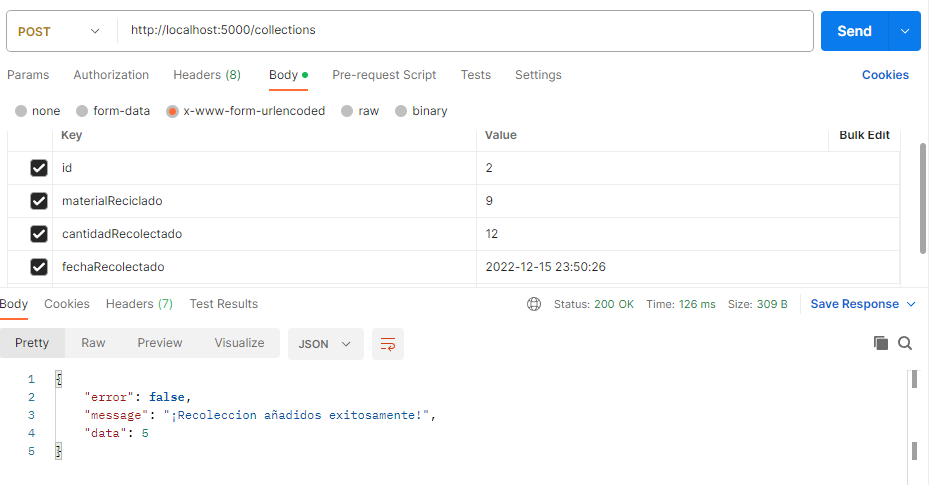 POST http://localhost:5000/collections Send
Params Authorization Headers (8) Body Pre-request Script Tests Settings Cookies
none form-data x-www-form-urlencoded raw binary
Key Value Bulk Edit
id 2
materialReciclado 9
cantidadRecolectado 12
fechaRecolectado 2022-12-15 23:50:26
Body Cookies Headers (7) Test Results Status: 200 OK Time: 126 ms Size: 309 B Save Response
Pretty Raw Preview Visualize JSON
1 {
2 "error": false,
3 "message": "¡Recoleccion añadidos exitosamente!",
4 "data": 5
5 }